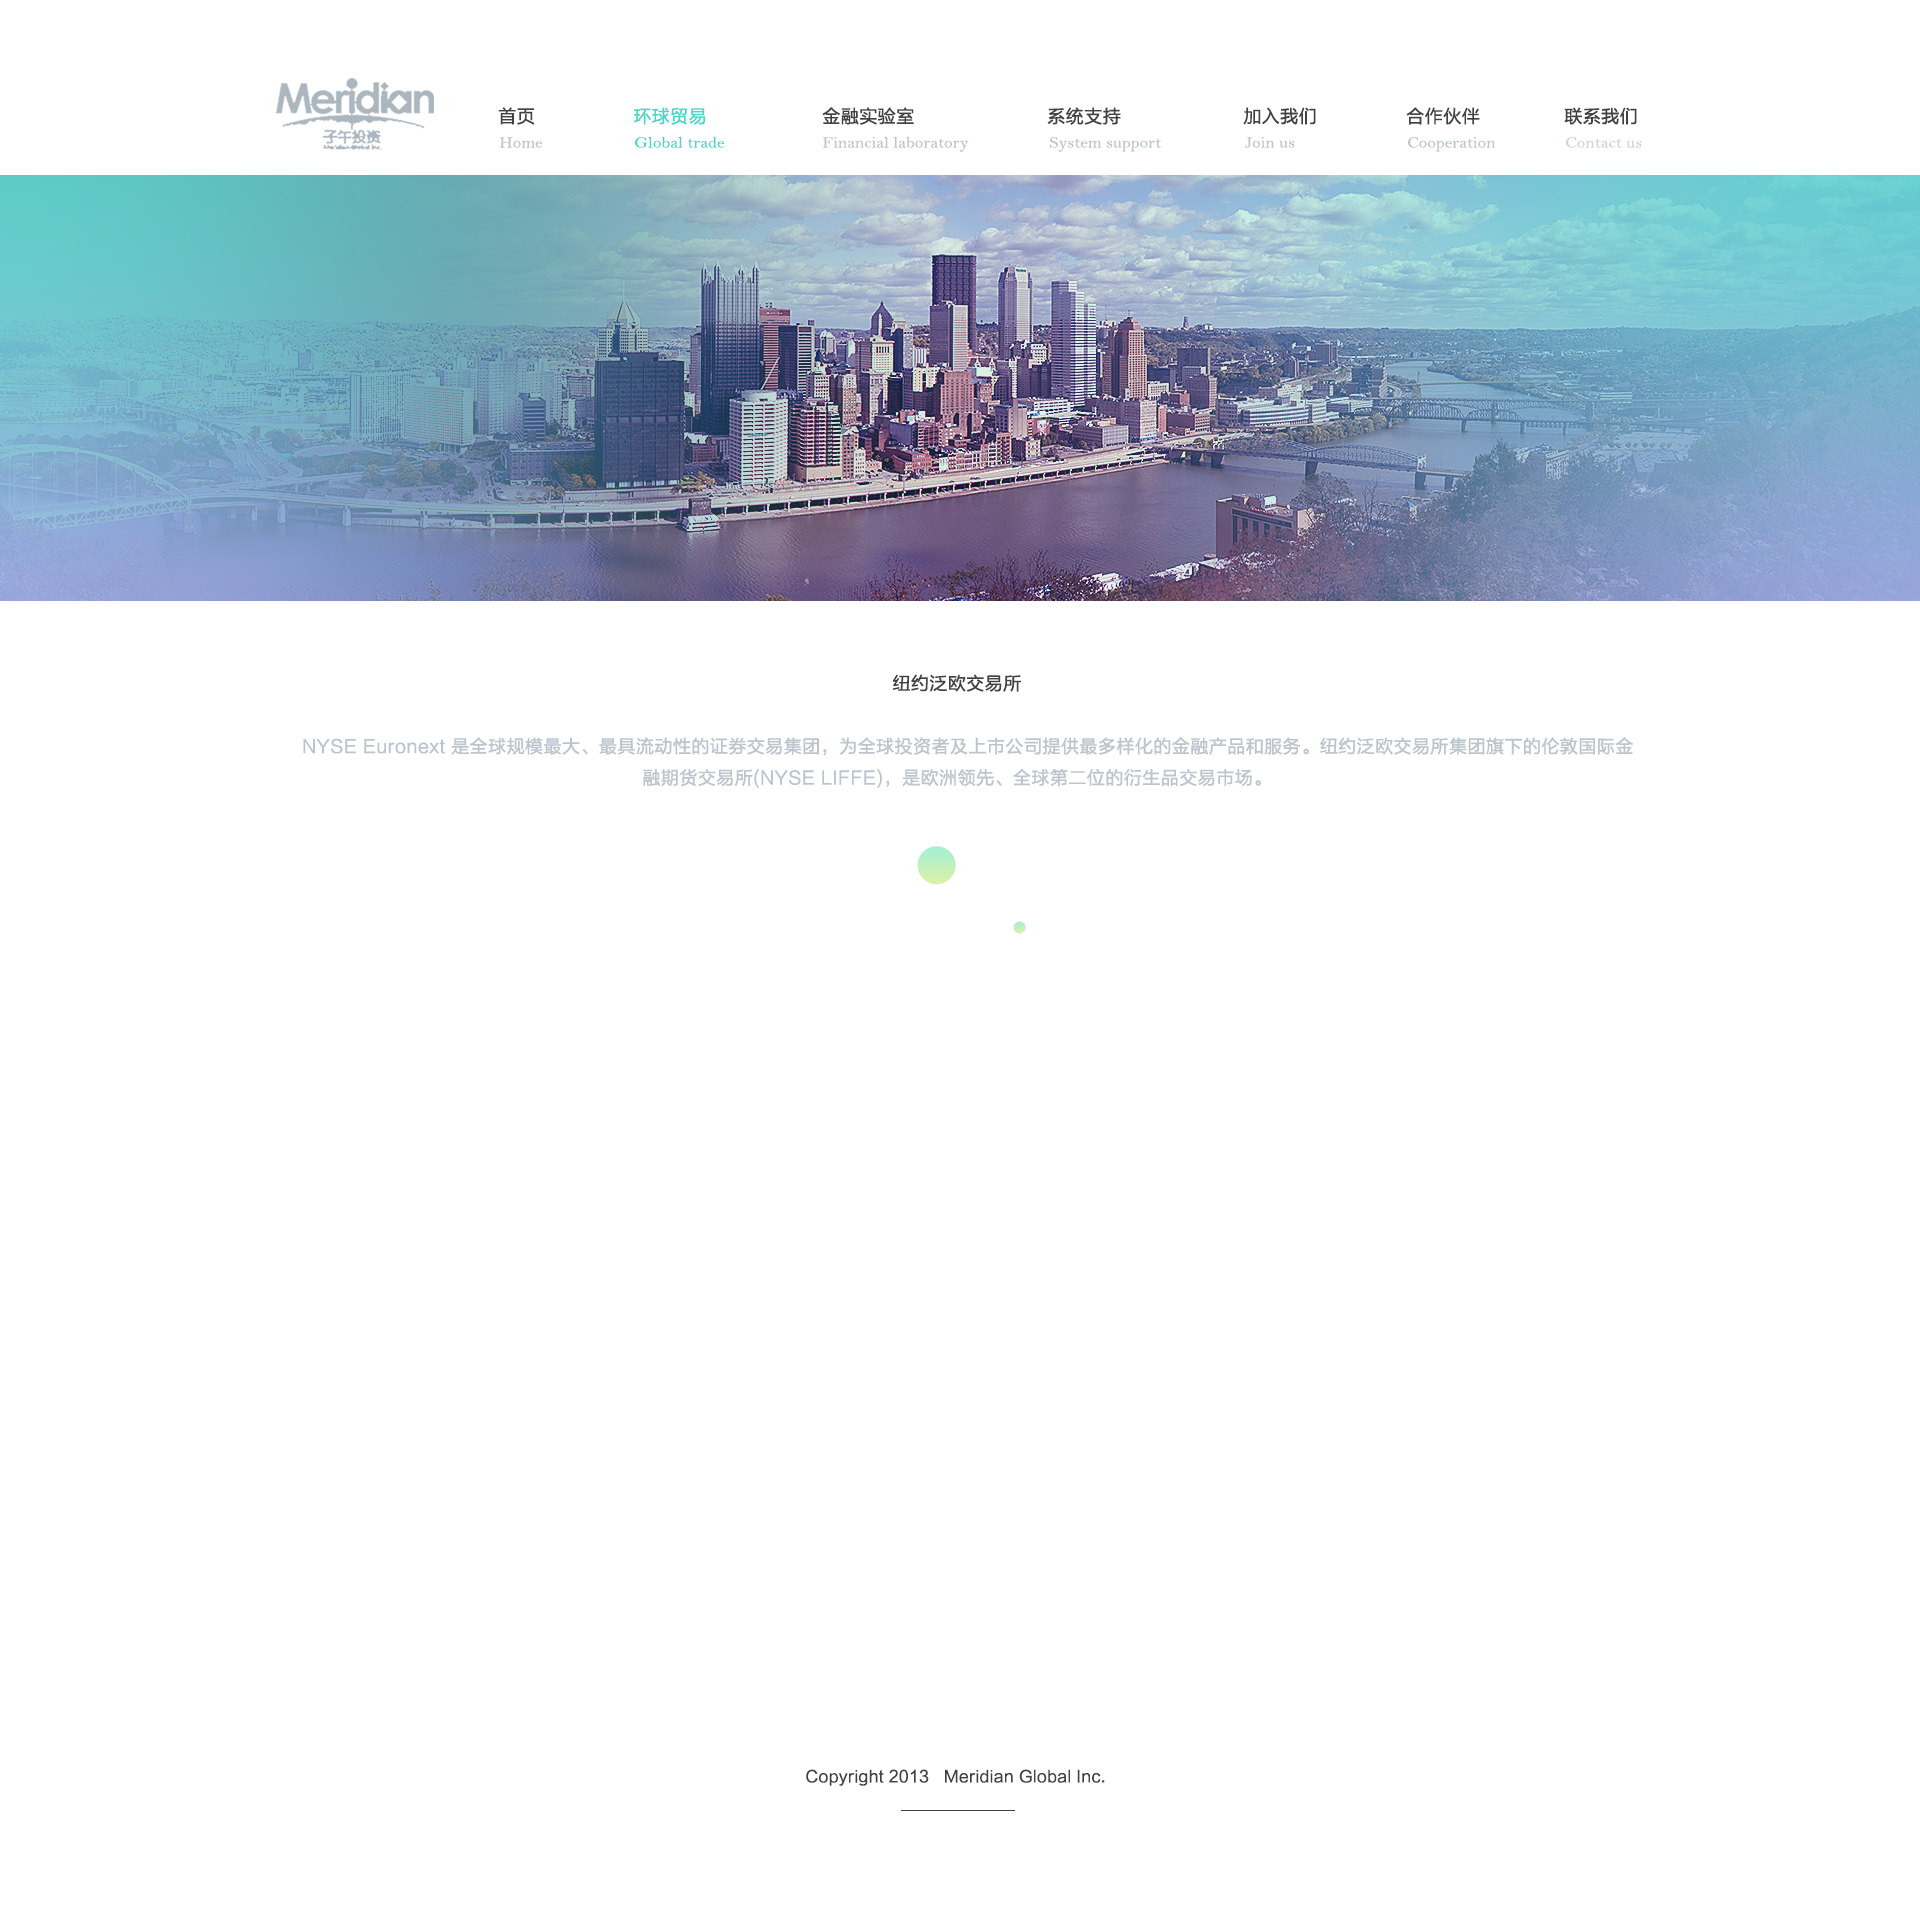 Meridian
子午投资
首页
Home
环球贸易
Global trade
金融实验室
Financial laboratory
系统支持
System support
加入我们
Join us
合作伙伴
Cooperation
联系我们
Contact us
Meridian
纽约泛欧交易所
NYSE Euronext 是全球规模最大、最具流动性的证券交易集团，为全球投资者及上市公司提供最多样化的金融产品和服务。纽约泛欧交易所集团旗下的伦敦国际金
融期货交易所(NYSE LIFFE)，是欧洲领先、全球第二位的衍生品交易市场。
Copyright 2013 Meridian Global Inc.